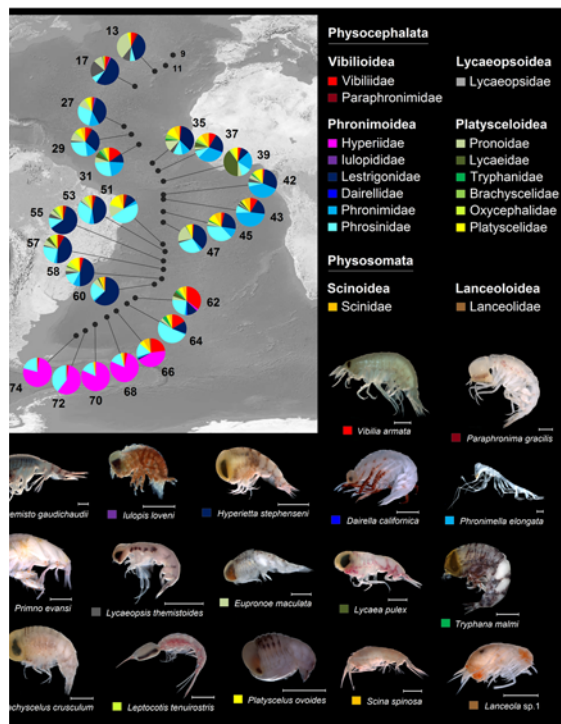 13
17
9
11
27
29
31
35
37
39
42
43
45
47
51
53
55
57
58
60
62
64
66
68
70
72
74
Physocephalata
Vibilioidea
Vibiliidae
Paraphronimidae
Lycaeopsoidea
Lycaeopsidae
Phronimoidea
Hyperiidae
Iulopididae
Lestrigonidae
Dairellidae
Phronimidae
Phrosinidae
Platysceloidea
Pronoidae
Lycaeidae
Tryphanidae
Brachyscelidae
Oxycephalidae
Platyscelidae
Physosomata
Scinoidea
Scinidae
Lanceoloidea
Lanceolidae
Vibilia armata
Paraphronima gracilis
emisto gaudichaudii
Iulopis loveni
Hyperietta stephenseni
Dairella californica
Phronimella elongata
Primno evansi
Lycaeopsis themistoides
Eupronoe maculata
Lycaea pulex
Tryphana malmi
achyscelus crusculum
Leptocotis tenuirostris
Platyscelus ovoides
Scina spinosa
Lanceola sp.1